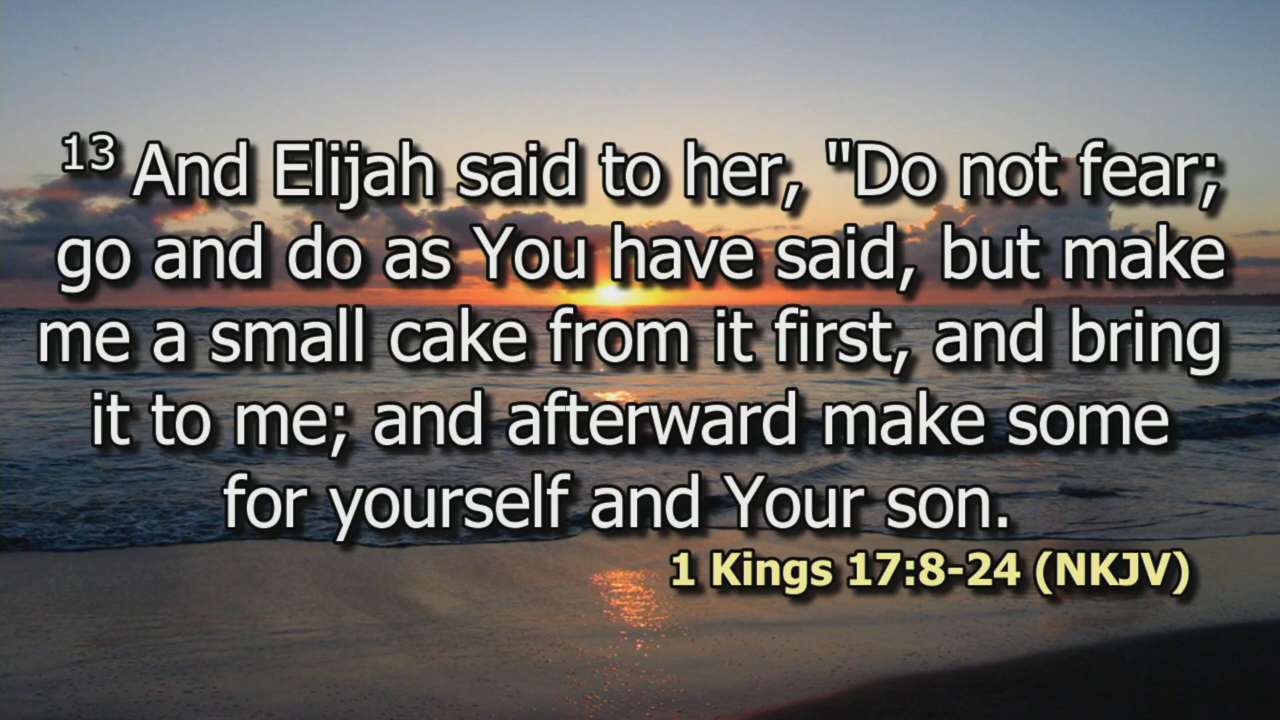 13 And Elijah said to her, "Do not fear;
go and do as You have said, but make
me a small cake from it first, and bring
it to me; and afterward make some
for yourself and Your son.
1 Kings 17:8-24 (NKJV)